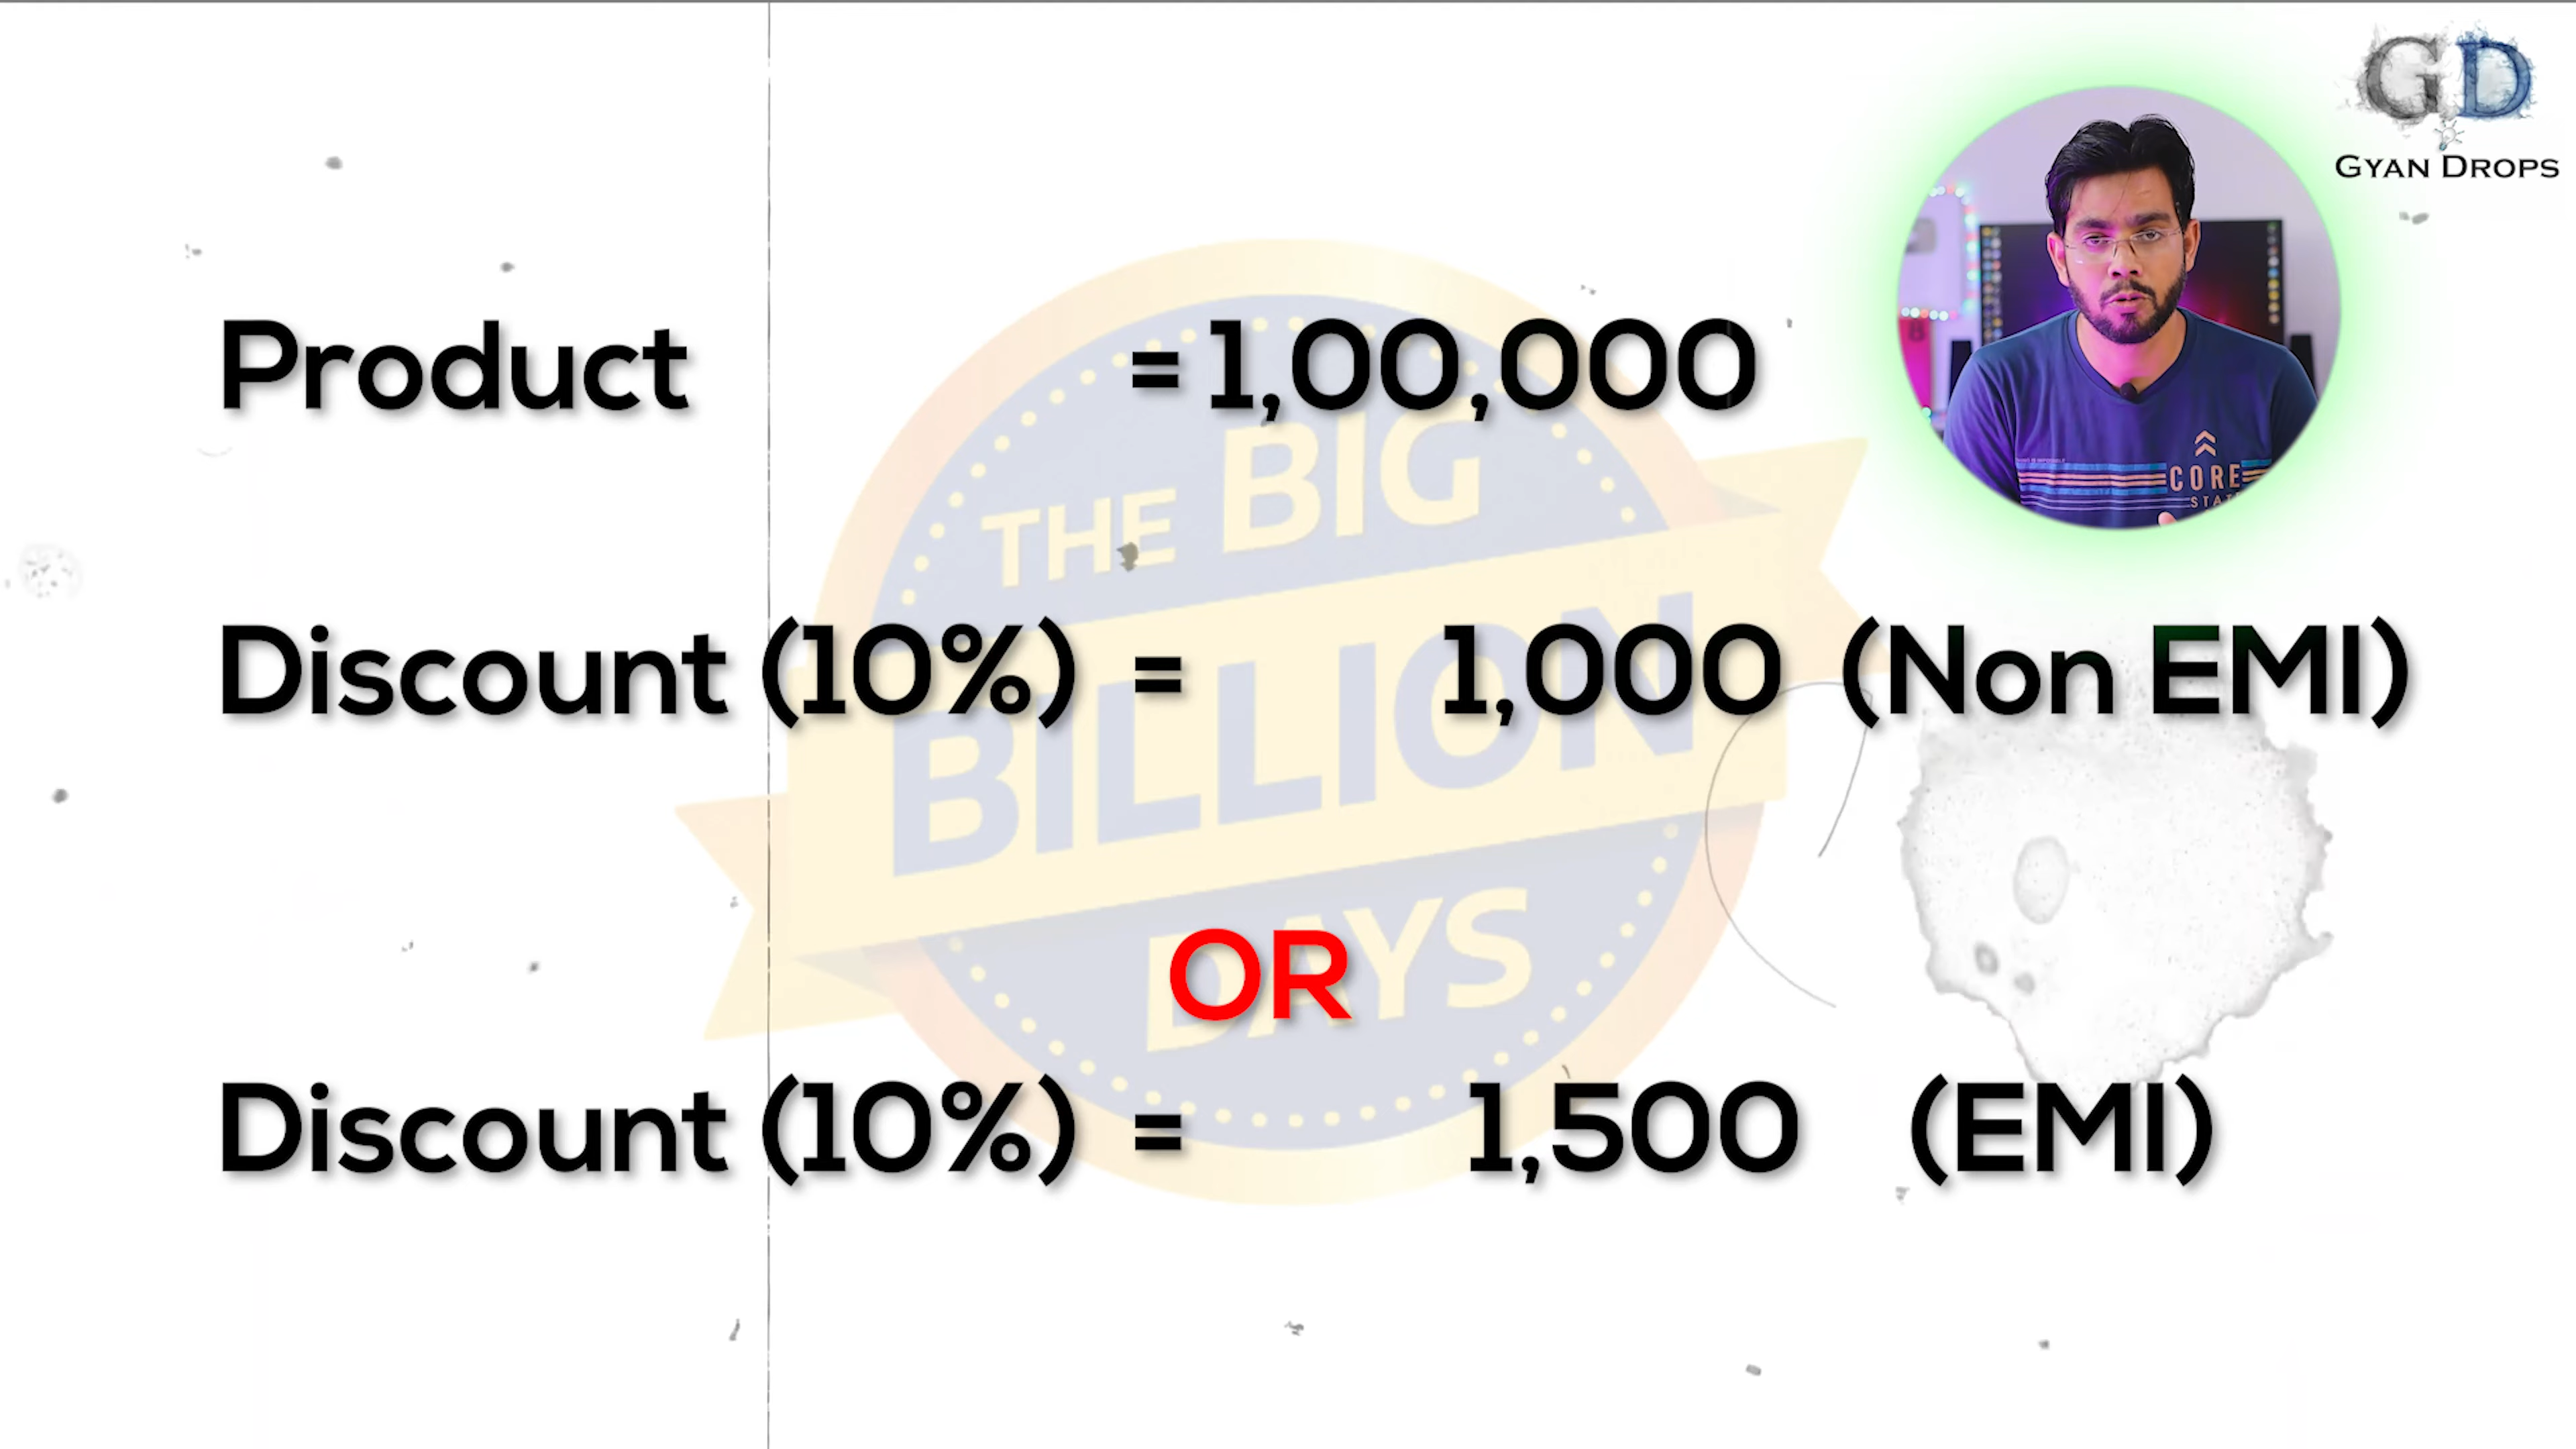 GD
GYAN DROPS
Product = 1,00,000
THE BIG
BILLION
DAYS
Discount (10%) = 1,000 (Non EMI)
OR
Discount (10%) = 1,500 (EMI)
CORE